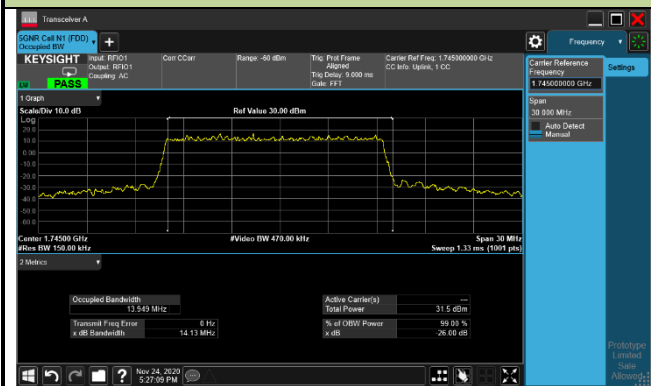 Transceiver A
5GNR Cell N1 (FDD)
Occupied BW
Frequency
KEYSIGHT
Input: RFIO1
Output: RFIO1
Coupling: AC
Corr CCorr
Range: -60 dBm
Trig: Prot Frame
Aligned
Trig Delay: 9.000 ms
Gate: FFT
Carrier Ref Freq: 1.745000000 GHz
CC Info: Uplink, 1 CC
PASS
Carrier Reference
Frequency
1.745000000 GHz
Settings
Span
30.000 MHz
Auto Detect
Manual
1 Graph
Scale/Div 10.0 dB
Ref Value 30.00 dBm
Log
20.0
10.0
0.00
-10.0
-20.0
-30.0
-40.0
-50.0
-60.0
Center 1.74500 GHz
#Video BW 470.00 kHz
Span 30 MHz
#Res BW 150.00 kHz
Sweep 1.33 ms (1001 pts)
2 Metrics
Occupied Bandwidth
13.949 MHz
Active Carrier(s)
---
Total Power
31.5 dBm
Transmit Freq Error
0 Hz
% of OBW Power
99.00 %
x dB Bandwidth
14.13 MHz
x dB
-26.00 dB
Prototype
Limited
Sale
Allowed
Nov 24, 2020
5:27:09 PM